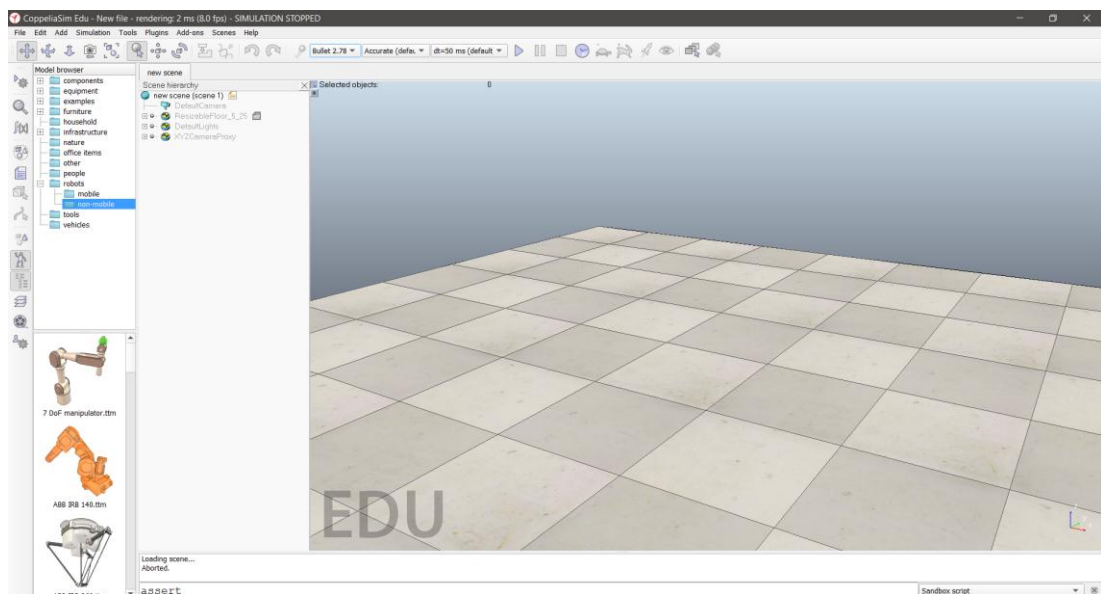 CoppeliaSim Edu - New file - rendering: 2 ms (8.0 fps) - SIMULATION STOPPED
File Edit Add Simulation Tools Plugins Add-ons Scenes Help
Bullet 2.78 Accurate (defau dt=50 ms (default
Model browser
components
equipment
examples
furniture
household
infrastructure
nature
office items
other
people
robots
mobile
non-mobile
tools
vehicles
7 DoF manipulator.ttm
ABB IRB 140.ttm
new scene
Scene hierarchy
new scene (scene 1)
DefaultCamera
ResizableFloor_5_25
DefaultLights
XYZCameraProxy
Selected objects: 0
EDU
Loading scene...
Aborted.
assert
Sandbox script